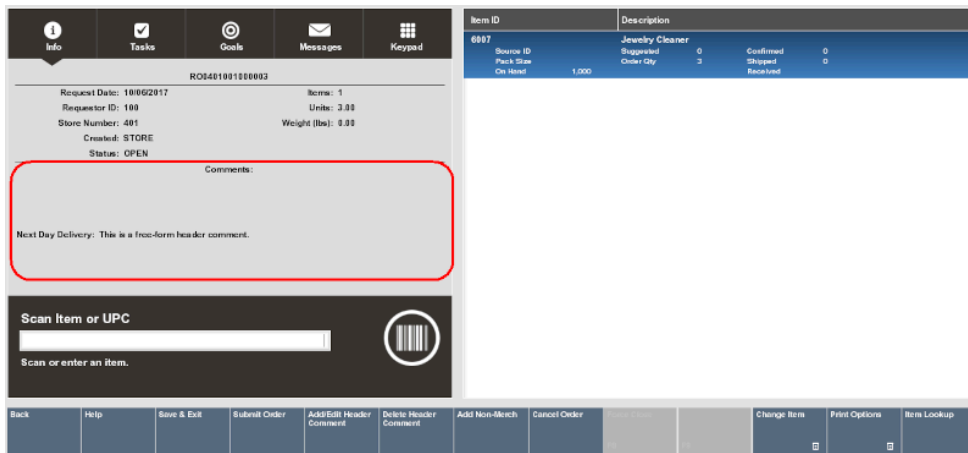 Info Tasks Goals Messages Keypad
RO0401001000003
Request Date: 10/06/2017 Items: 1
Requestor ID: 100 Units: 3.00
Store Number: 401 Weight (lbs): 0.00
Created: STORE
Status: OPEN
Comments:
Next Day Delivery: This is a free-form header comment.
Scan Item or UPC
Scan or enter an item.
Item ID Description
6007 Jewelry Cleaner
Source ID Suggested 0 Confirmed 0
Pack Size Order Qty 3 Shipped 0
On Hand 1,000 Received
Back Help Save & Exit Submit Order Add/Edit Header Comment Delete Header Comment Add Non-Merch Cancel Order Change Item Print Options Item Lookup